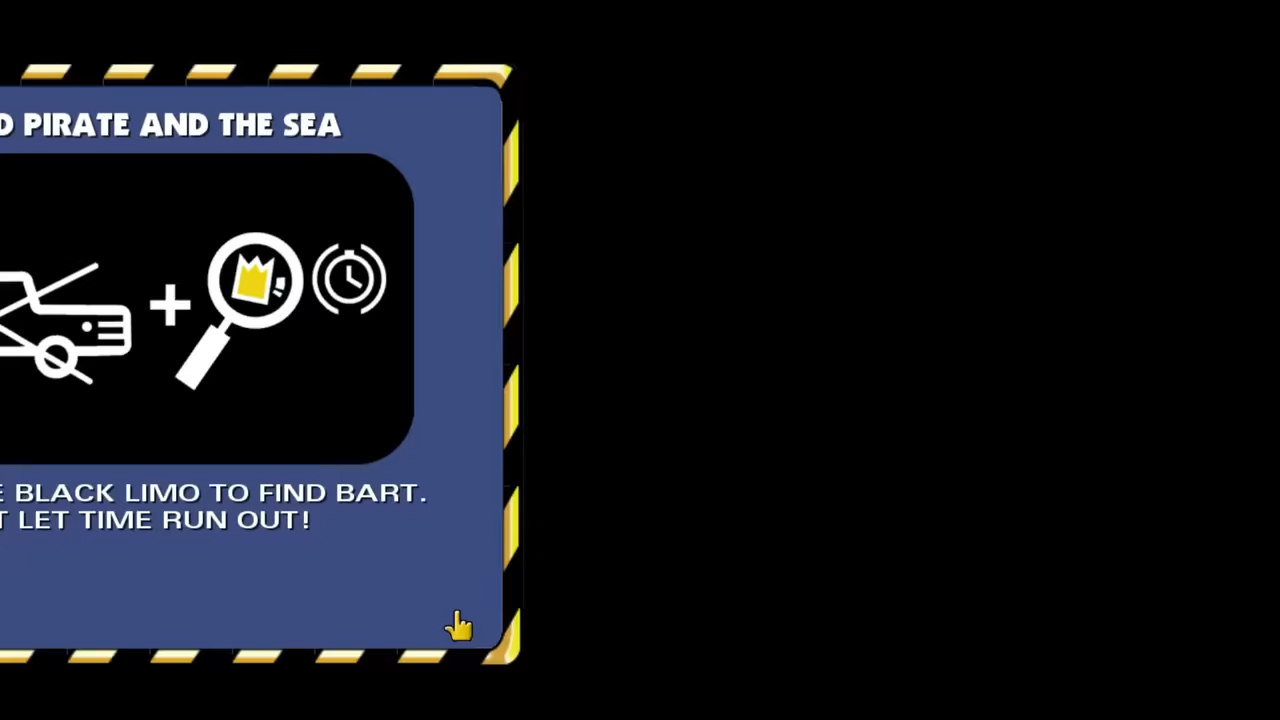 PIRATE AND THE SEA
BLACK LIMO TO FIND BART.
LET TIME RUN OUT!